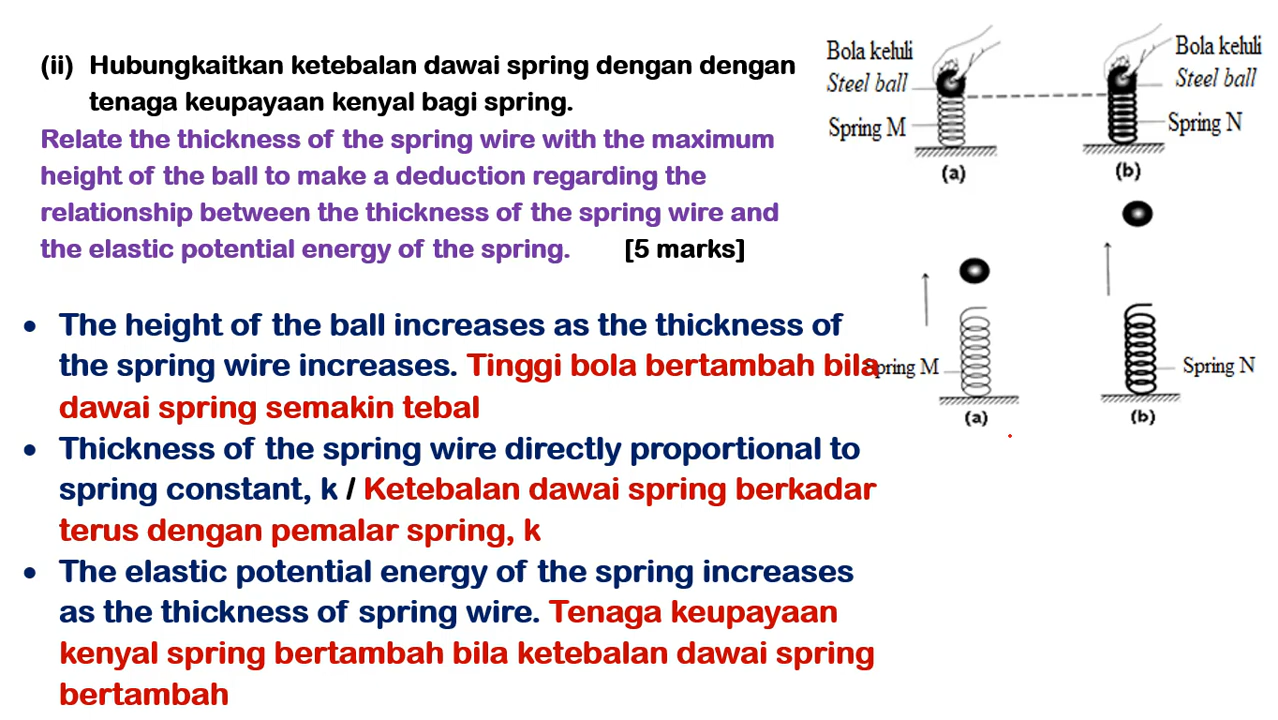 (ii) Hubungkaitkan ketebalan dawai spring dengan dengan
tenaga keupayaan kenyal bagi spring.
Relate the thickness of the spring wire with the maximum
height of the ball to make a deduction regarding the
relationship between the thickness of the spring wire and
the elastic potential energy of the spring. [5 marks]
• The height of the ball increases as the thickness of
the spring wire increases. Tinggi bola bertambah bila
dawai spring semakin tebal
• Thickness of the spring wire directly proportional to
spring constant, k / Ketebalan dawai spring berkadar
terus dengan pemalar spring, k
• The elastic potential energy of the spring increases
as the thickness of spring wire. Tenaga keupayaan
kenyal spring bertambah bila ketebalan dawai spring
bertambah
Bola keluli
Steel ball
Spring M
(a)
Bola keluli
Steel ball
Spring N
(b)
Spring M
(a)
Spring N
(b)